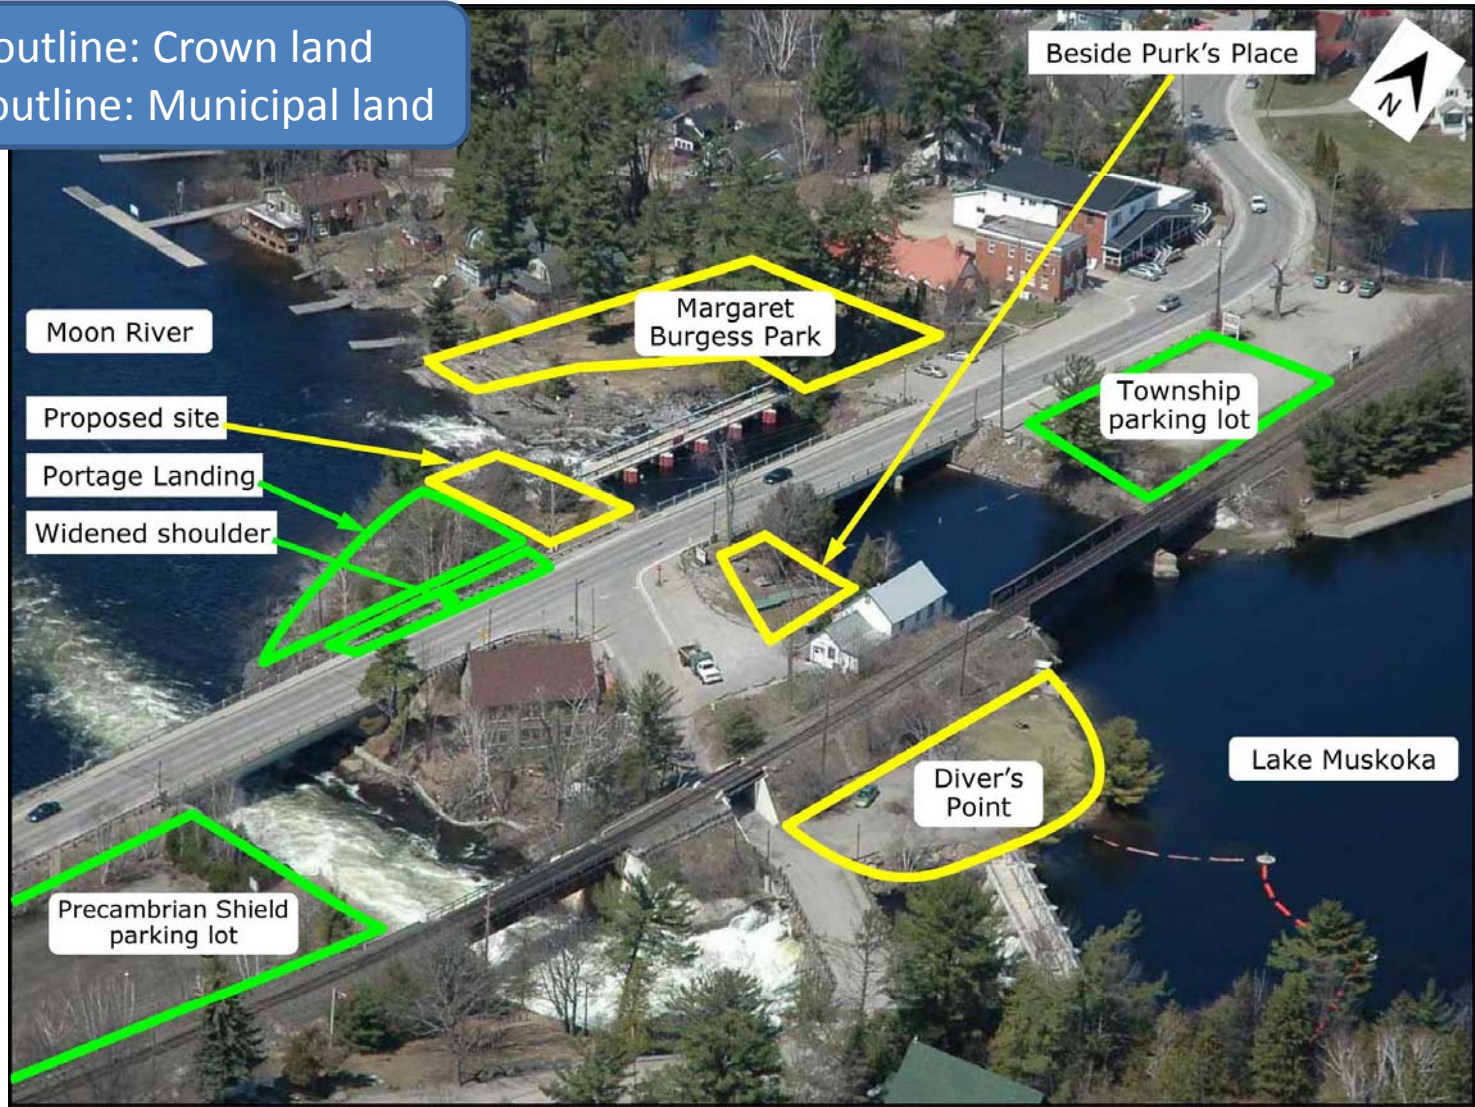 outline: Crown land
outline: Municipal land
Beside Purk's Place
N
Margaret
Burgess Park
Moon River
Township
parking lot
Proposed site
Portage Landing
Widened shoulder
Lake Muskoka
Diver's
Point
Precambrian Shield
parking lot